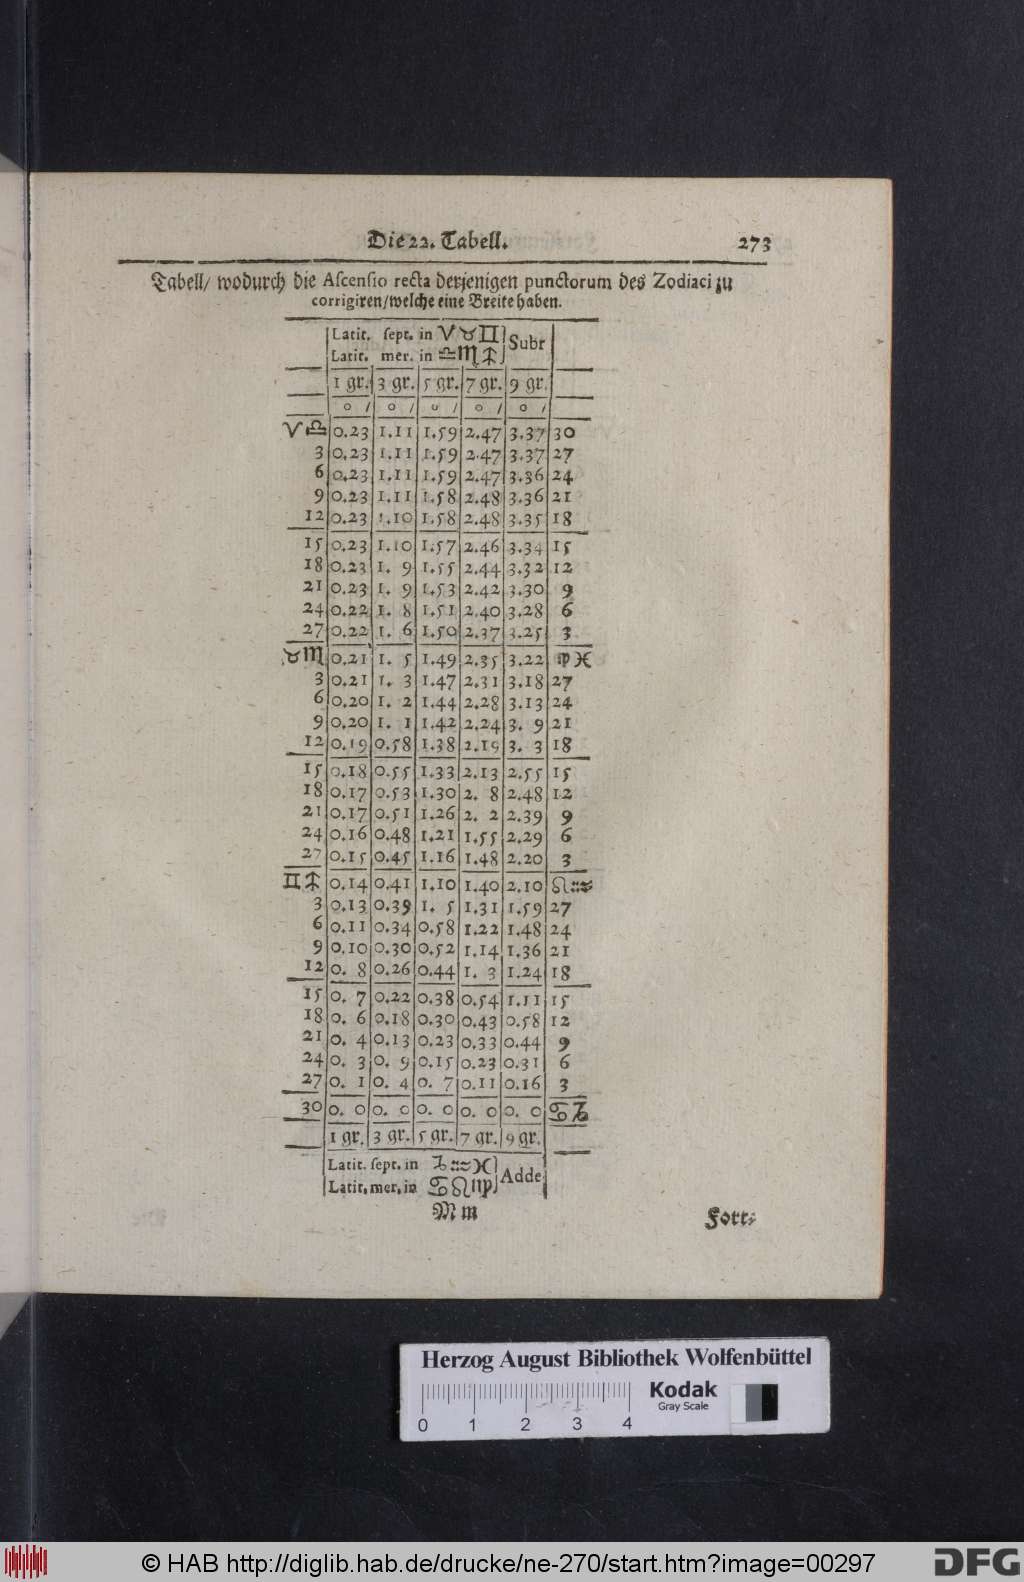 Die 22. Tabell. 273
Tabell/ wodurch die Ascensio recta derjenigen punctorum des Zodiaci zu
corrigiren/welche eine Breite haben.
Latit. sept. in ♈♉♊ Subtr
Latit. mer. in ♎♏♐
1 gr. 3 gr. 5 gr. 7 gr. 9 gr.
o / o / o / o / o /
♈♎ 0.23 1.11 1.59 2.47 3.37 30
3 0.23 1.11 1.59 2.47 3.37 27
6 0.23 1.11 1.59 2.47 3.36 24
9 0.23 1.11 1.58 2.48 3.36 21
12 0.23 1.10 1.58 2.48 3.35 18
15 0.23 1.10 1.57 2.46 3.34 15
18 0.23 1. 9 1.55 2.44 3.32 12
21 0.23 1. 9 1.53 2.42 3.30 9
24 0.22 1. 8 1.51 2.40 3.28 6
27 0.22 1. 6 1.50 2.37 3.25 3
♉♏ 0.21 1. 5 1.49 2.35 3.22 ♍♓
3 0.21 1. 3 1.47 2.31 3.18 27
6 0.20 1. 2 1.44 2.28 3.13 24
9 0.20 1. 1 1.42 2.24 3. 9 21
12 0.19 0.58 1.38 2.19 3. 3 18
15 0.18 0.55 1.33 2.13 2.55 15
18 0.17 0.53 1.30 2. 8 2.48 12
21 0.17 0.51 1.26 2. 2 2.39 9
24 0.16 0.48 1.21 1.55 2.29 6
27 0.15 0.45 1.16 1.48 2.20 3
♊♐ 0.14 0.41 1.10 1.40 2.10 ♌♒
3 0.13 0.39 1. 5 1.31 1.59 27
6 0.11 0.34 0.58 1.22 1.48 24
9 0.10 0.30 0.52 1.14 1.36 21
12 0. 8 0.26 0.44 1. 3 1.24 18
15 0. 7 0.22 0.38 0.54 1.11 15
18 0. 6 0.18 0.30 0.43 0.58 12
21 0. 4 0.13 0.23 0.33 0.44 9
24 0. 3 0. 9 0.15 0.23 0.31 6
27 0. 1 0. 4 0. 7 0.11 0.16 3
30 0. 0 0. 0 0. 0 0. 0 0. 0 ♋♑
1 gr. 3 gr. 5 gr. 7 gr. 9 gr.
Latit. sept. in ♑♒♓ Adde
Latit. mer. in ♋♌♍
M m Fort:
Herzog August Bibliothek Wolfenbüttel
Kodak
Gray Scale
0 1 2 3 4
© HAB http://diglib.hab.de/drucke/ne-270/start.htm?image=00297
DFG